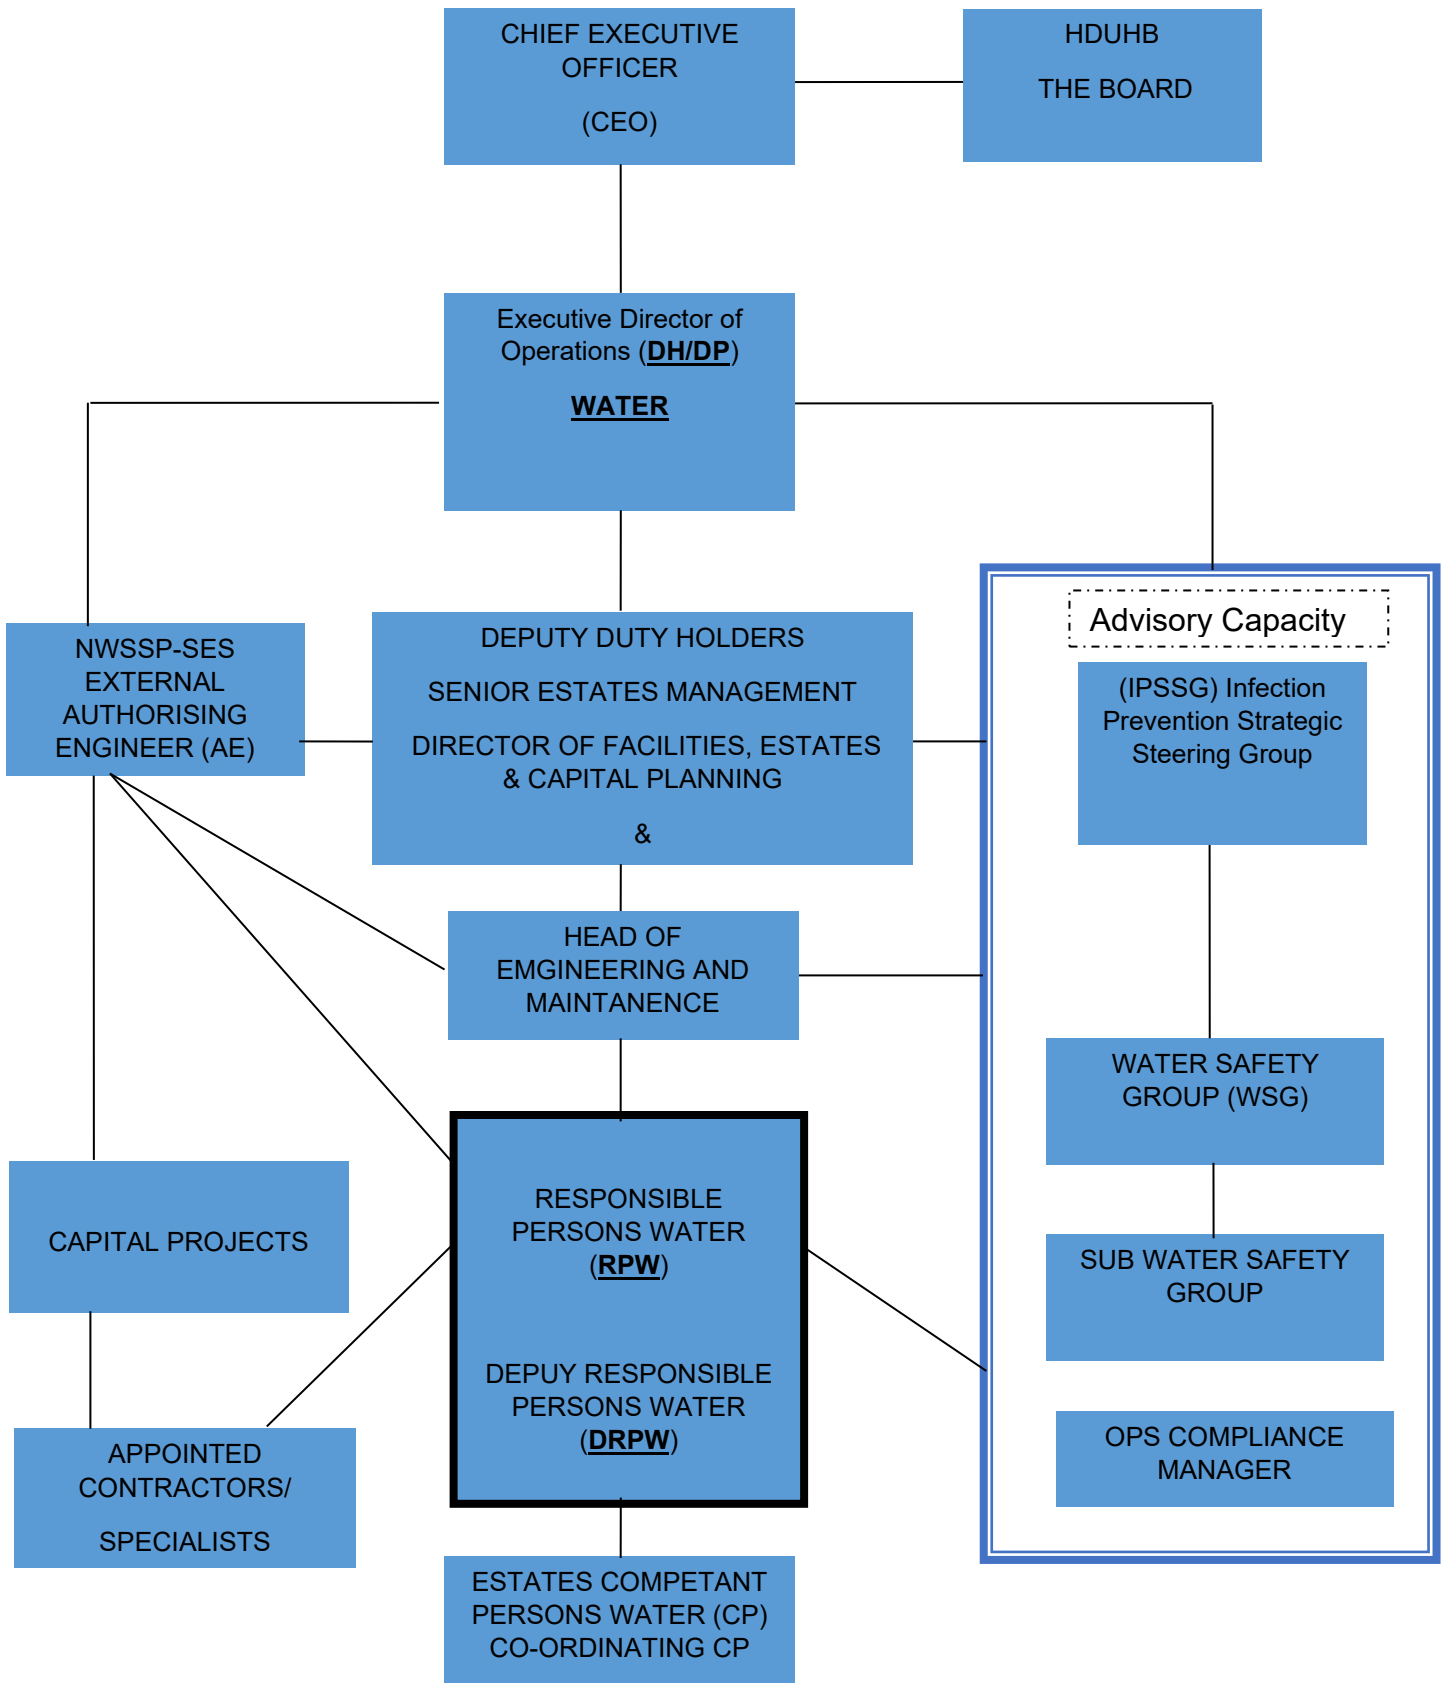 CHIEF EXECUTIVE
OFFICER
(CEO)
HDUHB
THE BOARD
Executive Director of
Operations (DH/DP)
WATER
NWSSP-SES
EXTERNAL
AUTHORISING
ENGINEER (AE)
DEPUTY DUTY HOLDERS
SENIOR ESTATES MANAGEMENT
DIRECTOR OF FACILITIES, ESTATES
& CAPITAL PLANNING
&
Advisory Capacity
(IPSSG) Infection
Prevention Strategic
Steering Group
HEAD OF
EMGINEERING AND
MAINTANENCE
WATER SAFETY
GROUP (WSG)
CAPITAL PROJECTS
RESPONSIBLE
PERSONS WATER
(RPW)
DEPUY RESPONSIBLE
PERSONS WATER
(DRPW)
SUB WATER SAFETY
GROUP
OPS COMPLIANCE
MANAGER
APPOINTED
CONTRACTORS/
SPECIALISTS
ESTATES COMPETANT
PERSONS WATER (CP)
CO-ORDINATING CP